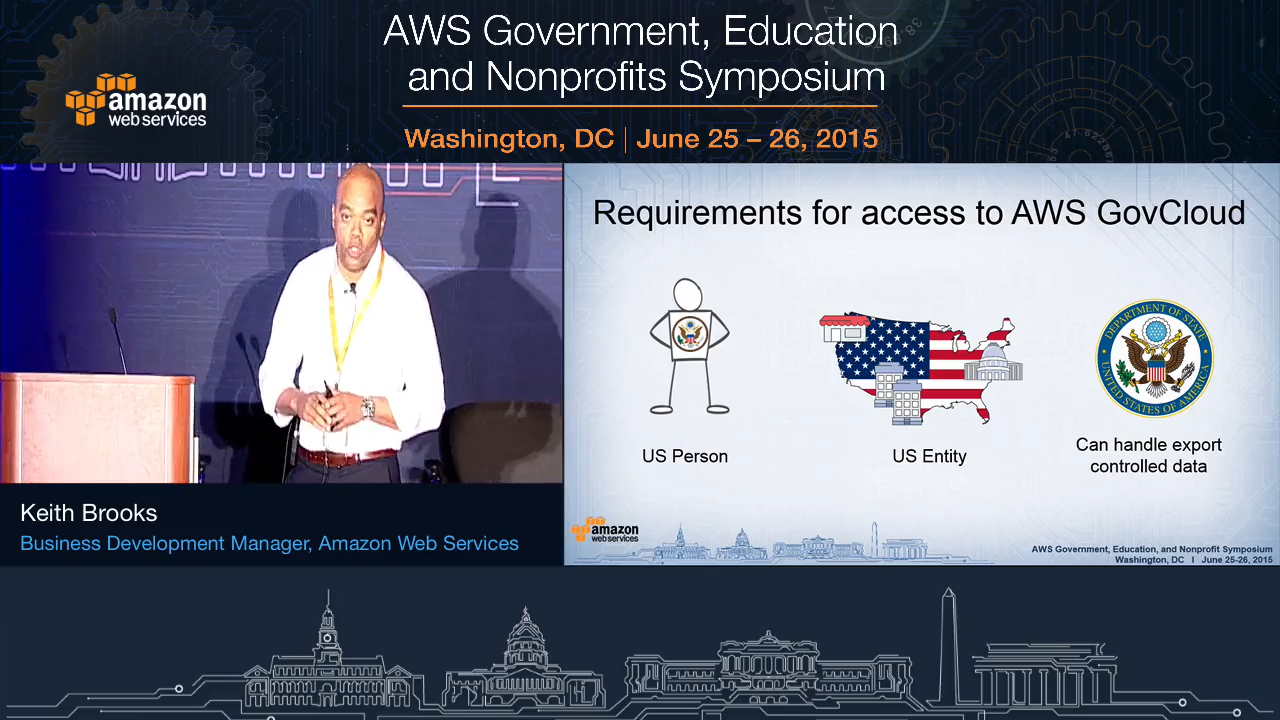 AWS Government, Education
and Nonprofits Symposium
amazon
web services
Washington, DC | June 25 – 26, 2015
Requirements for access to AWS GovCloud
DEPARTMENT OF STATE
UNITED STATES OF AMERICA
US Person
US Entity
Can handle export
controlled data
Keith Brooks
Business Development Manager, Amazon Web Services
amazon
web services
AWS Government, Education, and Nonprofit Symposium
Washington, DC I June 25-26, 2015